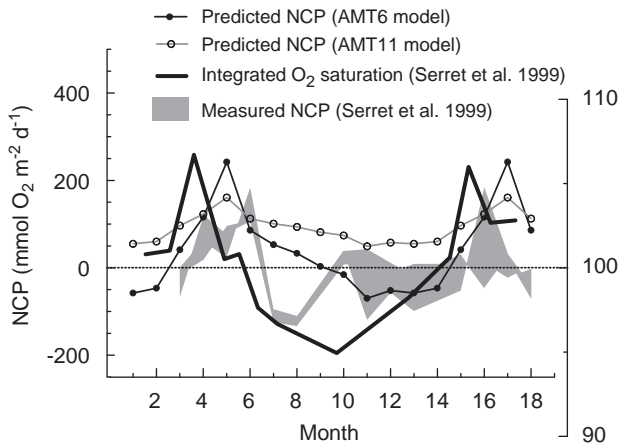 Predicted NCP (AMT6 model)
Predicted NCP (AMT11 model)
Integrated O2 saturation (Serret et al. 1999)
Measured NCP (Serret et al. 1999)
NCP (mmol O2 m-2 d-1)
400
200
0
-200
110
100
90
2 4 6 8 10 12 14 16 18
Month